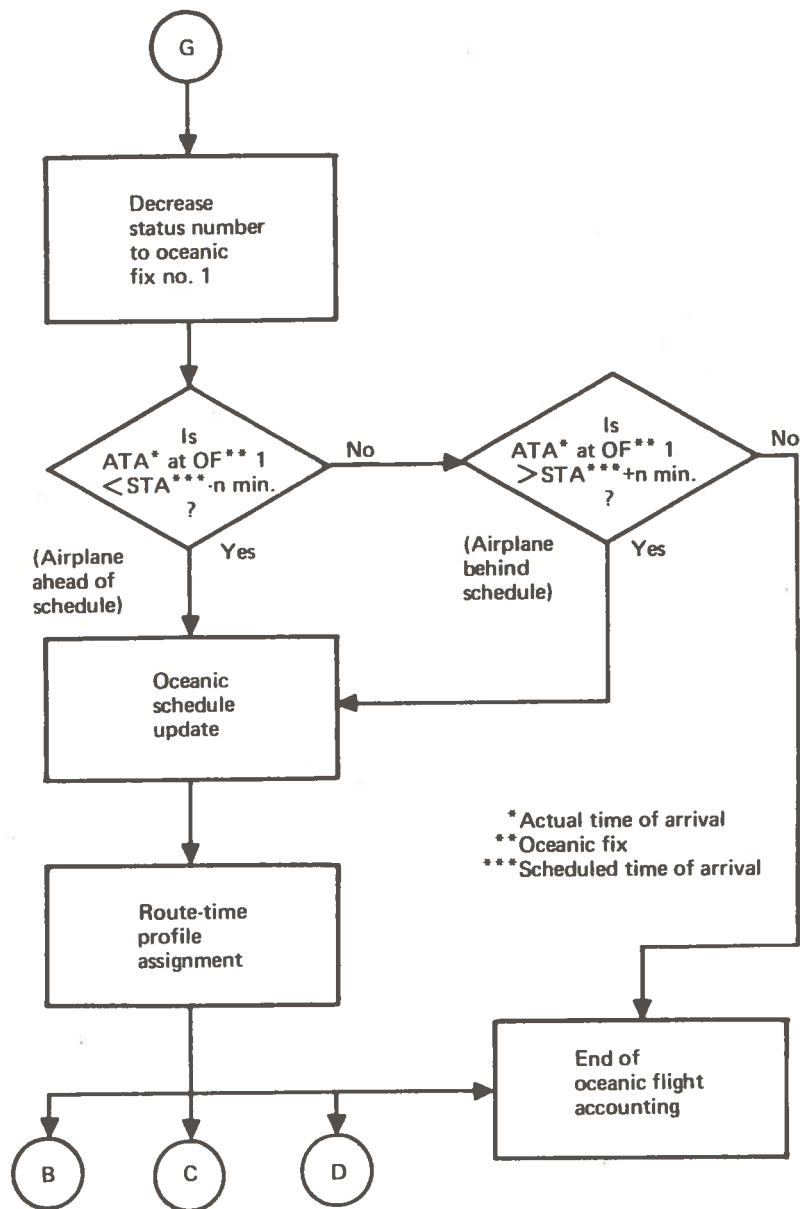 G
Decrease
status number
to oceanic
fix no. 1
Is
ATA* at OF** 1
<STA***-n min.
?
No
Is
ATA* at OF** 1
>STA***+n min.
?
No
(Airplane
ahead of
schedule)
Yes
(Airplane
behind
schedule)
Yes
Oceanic
schedule
update
*Actual time of arrival
**Oceanic fix
***Scheduled time of arrival
Route-time
profile
assignment
End of
oceanic flight
accounting
B
C
D